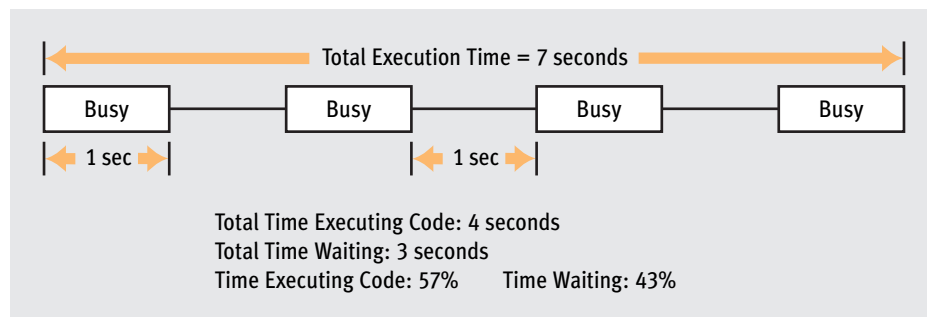 Total Execution Time = 7 seconds
Busy Busy Busy Busy
1 sec 1 sec
Total Time Executing Code: 4 seconds
Total Time Waiting: 3 seconds
Time Executing Code: 57% Time Waiting: 43%